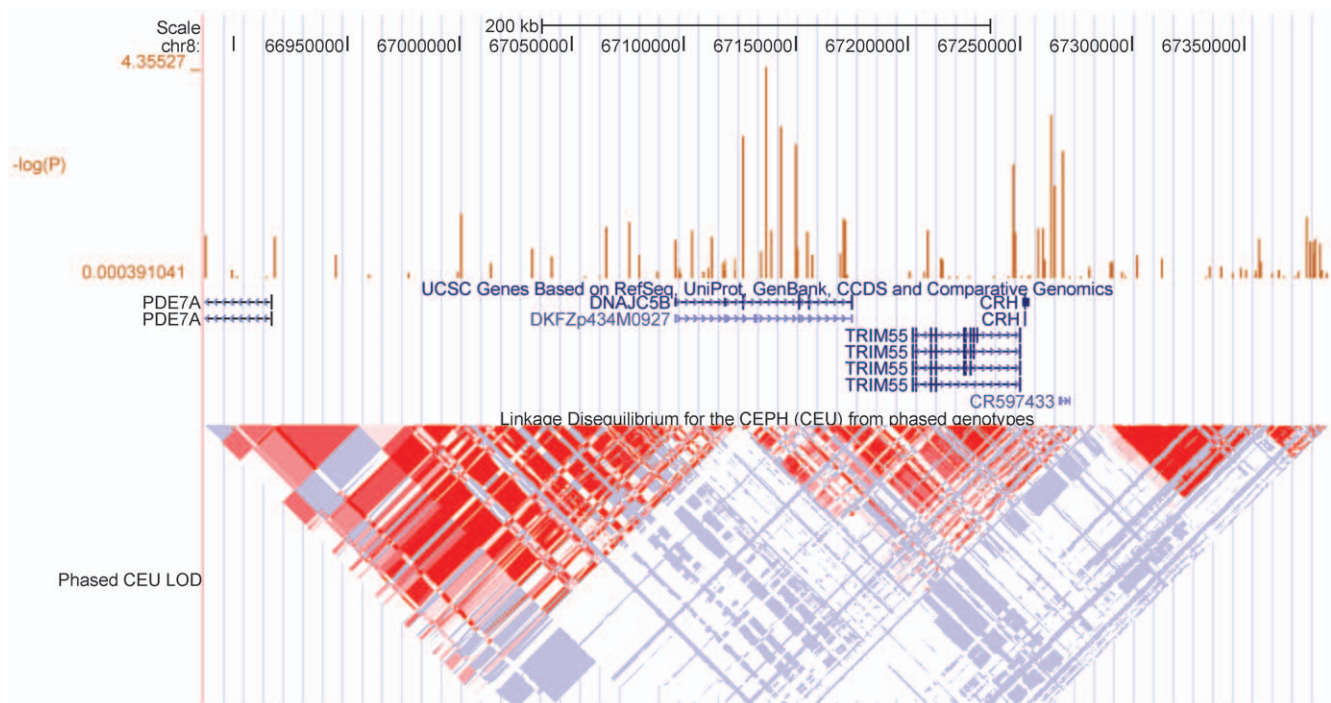 Scale
200 kb
chr8:
66950000
67000000
67050000
67100000
67150000
67200000
67250000
67300000
67350000
4.35527
-log(P)
0.000391041
UCSC Genes Based on RefSeq, UniProt, GenBank, CCDS and Comparative Genomics
PDE7A
DNAJC5B
CRH
PDE7A
DKFZp434M0927
CRH
TRIM55
TRIM55
TRIM55
TRIM55
CR597433
Linkage Disequilibrium for the CEPH (CEU) from phased genotypes
Phased CEU LOD